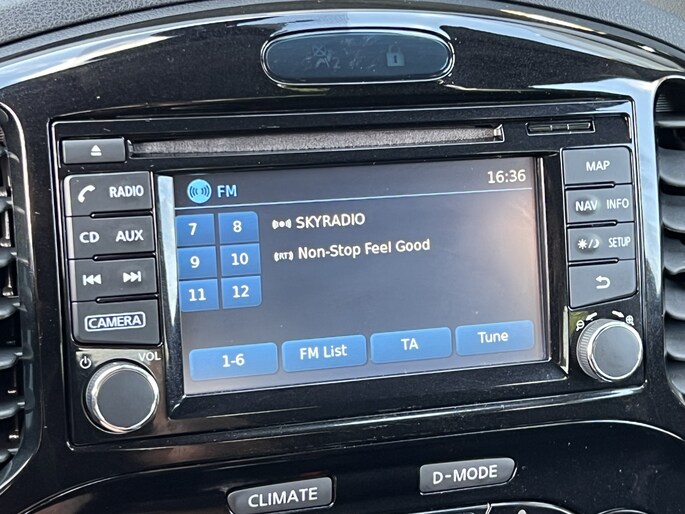 FM 16:36
7 8
((•)) SKYRADIO
9 10
(RT) Non-Stop Feel Good
11 12
1-6 FM List TA Tune
RADIO
CD AUX
CAMERA
VOL
MAP
NAV INFO
SETUP
CLIMATE
D-MODE